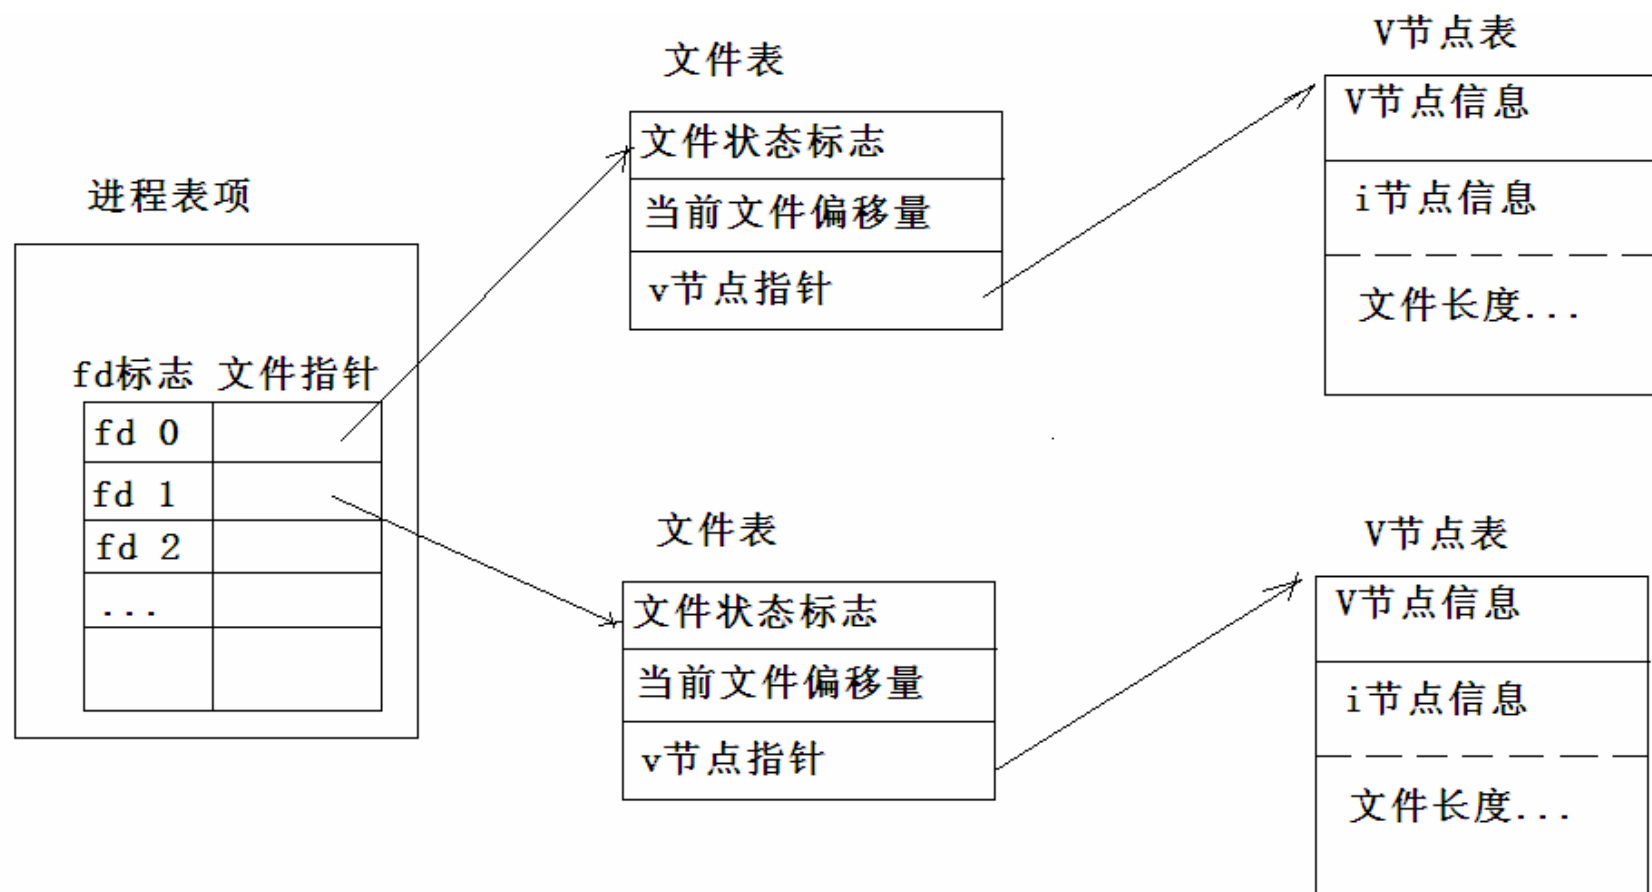 进程表项
fd标志 文件指针
fd 0
fd 1
fd 2
...
文件表
文件状态标志
当前文件偏移量
v节点指针
V节点表
V节点信息
i节点信息
文件长度...
文件表
文件状态标志
当前文件偏移量
v节点指针
V节点表
V节点信息
i节点信息
文件长度...